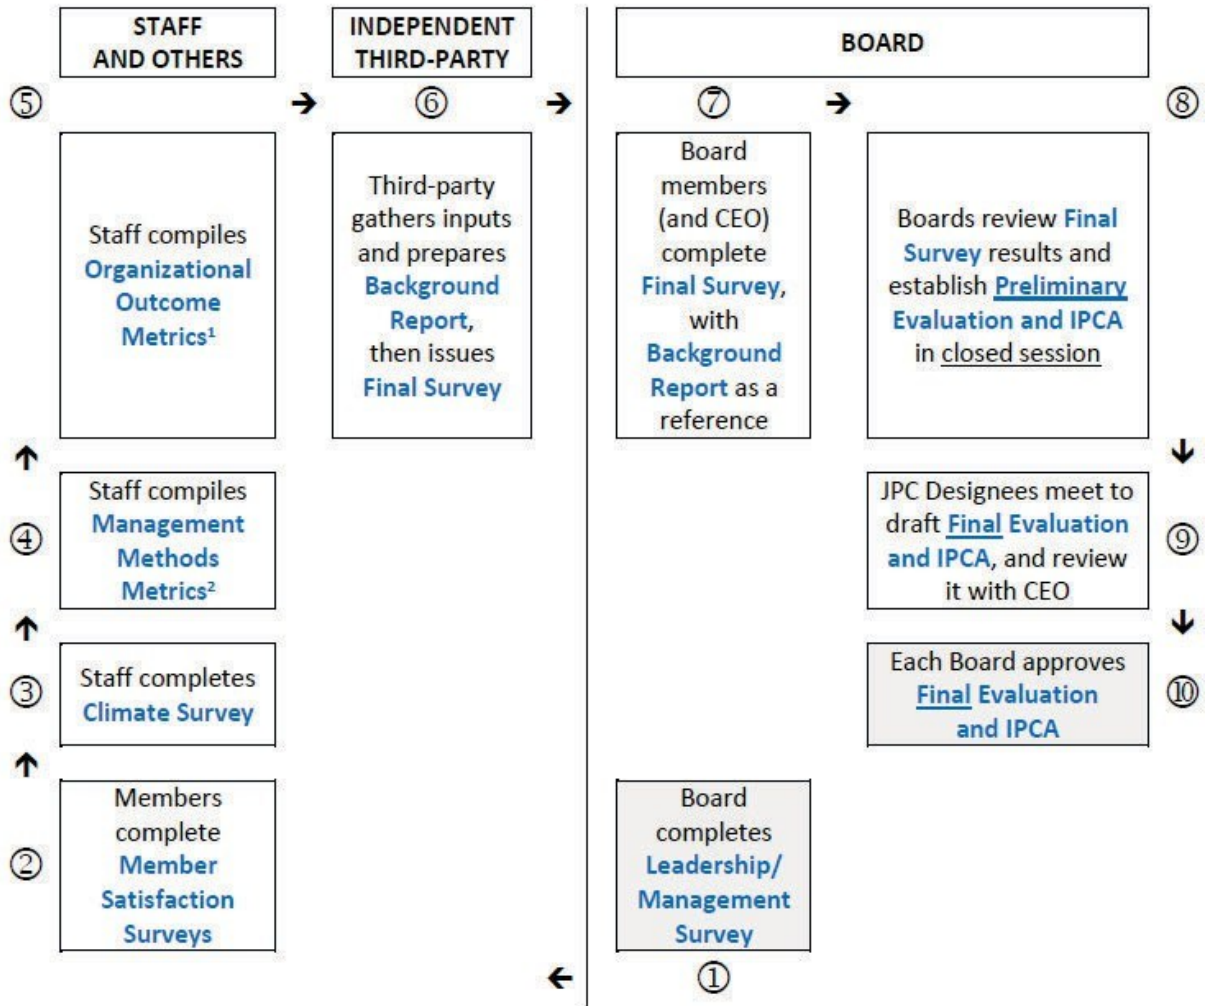 STAFF
AND OTHERS
INDEPENDENT
THIRD-PARTY
BOARD
⑤
➔
⑥
➔
⑦
➔
⑧
Staff compiles
Organizational
Outcome
Metrics¹
Third-party
gathers inputs
and prepares
Background
Report,
then issues
Final Survey
Board
members
(and CEO)
complete
Final Survey,
with
Background
Report as a
reference
Boards review Final
Survey results and
establish Preliminary
Evaluation and IPCA
in closed session
④
Staff compiles
Management
Methods
Metrics²
JPC Designees meet to
draft Final Evaluation
and IPCA, and review
it with CEO
⑨
③
Staff completes
Climate Survey
Each Board approves
Final Evaluation
and IPCA
⑩
②
Members
complete
Member
Satisfaction
Surveys
Board
completes
Leadership/
Management
Survey
①